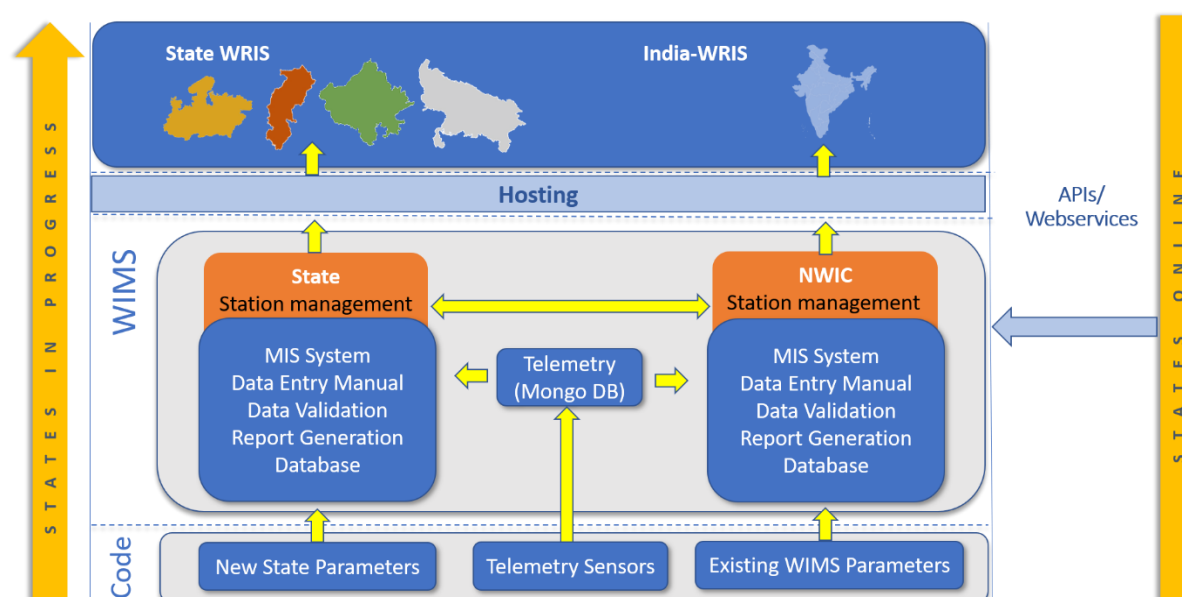 State WRIS
India-WRIS
Hosting
STATES IN PROGRESS
WIMS
State
Station management
MIS System
Data Entry Manual
Data Validation
Report Generation
Database
Telemetry
(Mongo DB)
NWIC
Station management
MIS System
Data Entry Manual
Data Validation
Report Generation
Database
APIs/
Webservices
STATES ONLINE
Code
New State Parameters
Telemetry Sensors
Existing WIMS Parameters